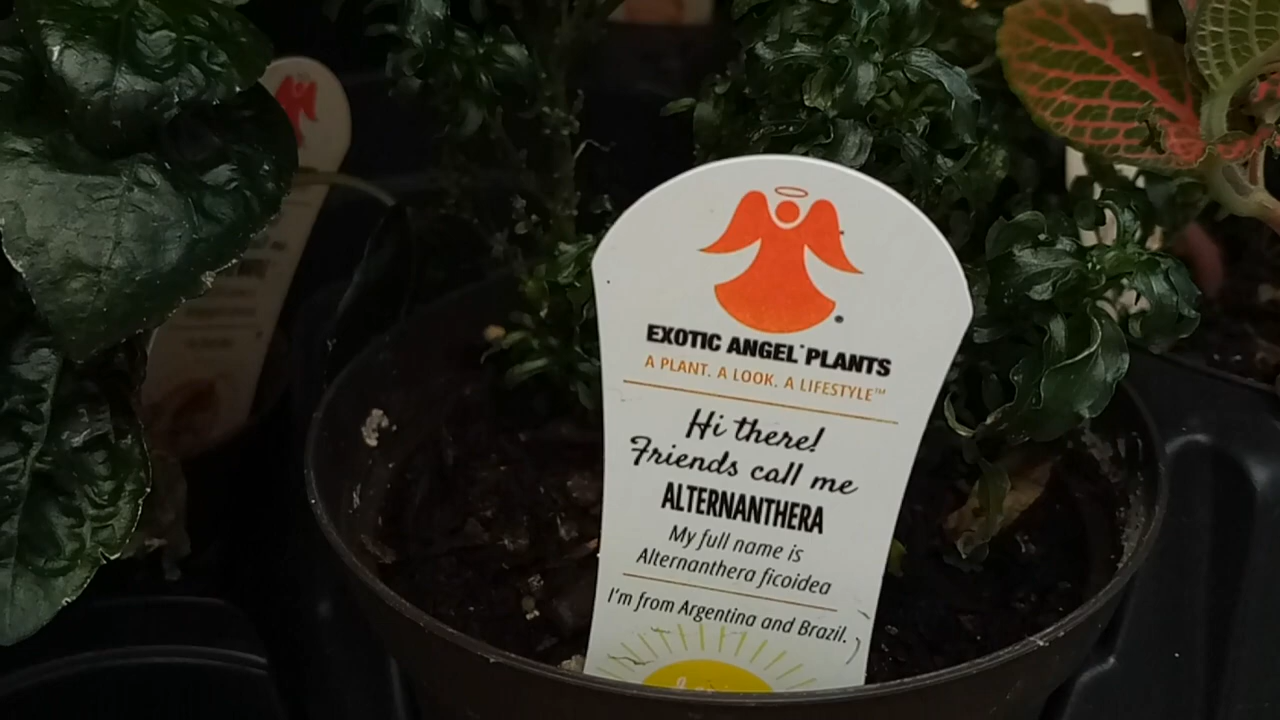 EXOTIC ANGEL® PLANTS
A PLANT. A LOOK. A LIFESTYLE™
Hi there!
Friends call me
ALTERNANTHERA
My full name is
Alternanthera ficoidea
I'm from Argentina and Brazil.